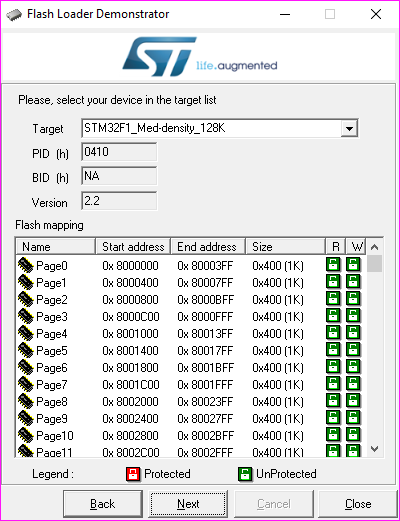 Flash Loader Demonstrator
ST life.augmented
Please, select your device in the target list
Target STM32F1_Med-density_128K
PID (h) 0410
BID (h) NA
Version 2.2
Flash mapping
Name Start address End address Size R W
Page0 0x 8000000 0x 80003FF 0x400 (1K)
Page1 0x 8000400 0x 80007FF 0x400 (1K)
Page2 0x 8000800 0x 8000BFF 0x400 (1K)
Page3 0x 8000C00 0x 8000FFF 0x400 (1K)
Page4 0x 8001000 0x 80013FF 0x400 (1K)
Page5 0x 8001400 0x 80017FF 0x400 (1K)
Page6 0x 8001800 0x 8001BFF 0x400 (1K)
Page7 0x 8001C00 0x 8001FFF 0x400 (1K)
Page8 0x 8002000 0x 80023FF 0x400 (1K)
Page9 0x 8002400 0x 80027FF 0x400 (1K)
Page10 0x 8002800 0x 8002BFF 0x400 (1K)
Page11 0x 8002C00 0x 8002FFF 0x400 (1K)
Legend : Protected UnProtected
Back Next Cancel Close